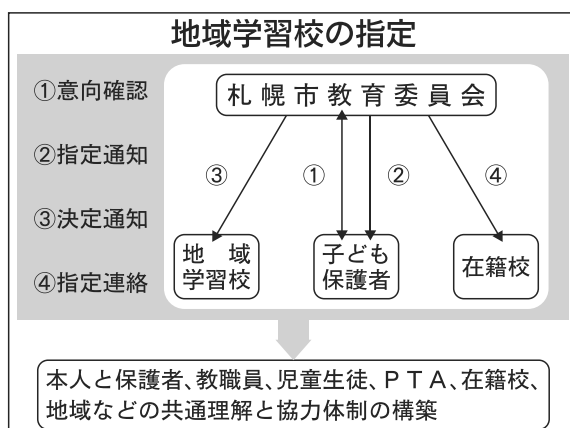 地域学習校の指定
①意向確認
②指定通知
③決定通知
④指定連絡
札幌市教育委員会
③
①
②
④
地域
学習校
子ども
保護者
在籍校
本人と保護者、教職員、児童生徒、ＰＴＡ、在籍校、
地域などの共通理解と協力体制の構築